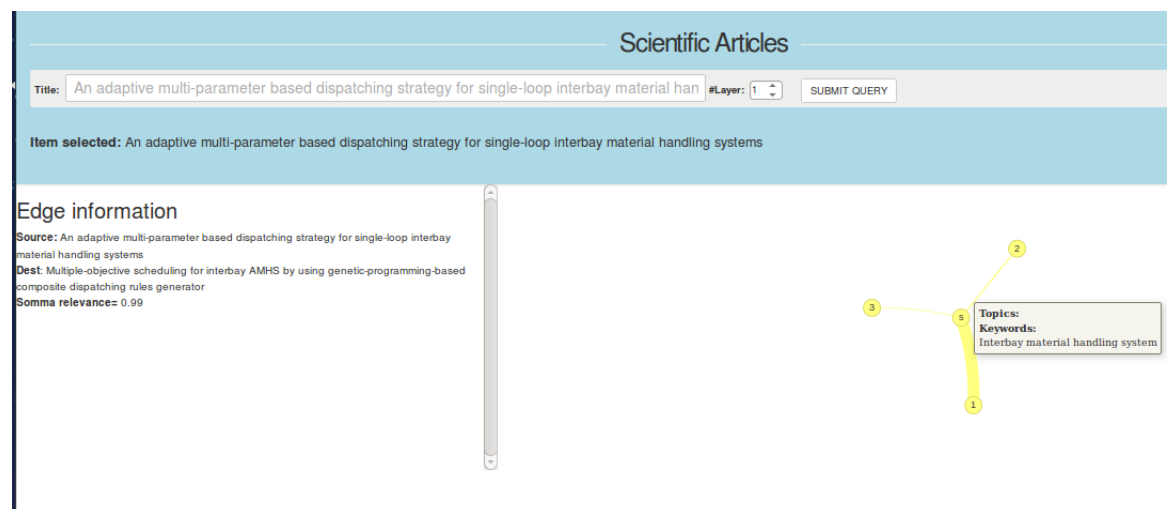 Scientific Articles
Title: An adaptive multi-parameter based dispatching strategy for single-loop interbay material han #Layer: 1 SUBMIT QUERY
Item selected: An adaptive multi-parameter based dispatching strategy for single-loop interbay material handling systems
Edge information
Source: An adaptive multi-parameter based dispatching strategy for single-loop interbay
material handling systems
Dest: Multiple-objective scheduling for interbay AMHS by using genetic-programming-based
composite dispatching rules generator
Somma relevance= 0.99
2
3
s
Topics:
Keywords:
Interbay material handling system
1